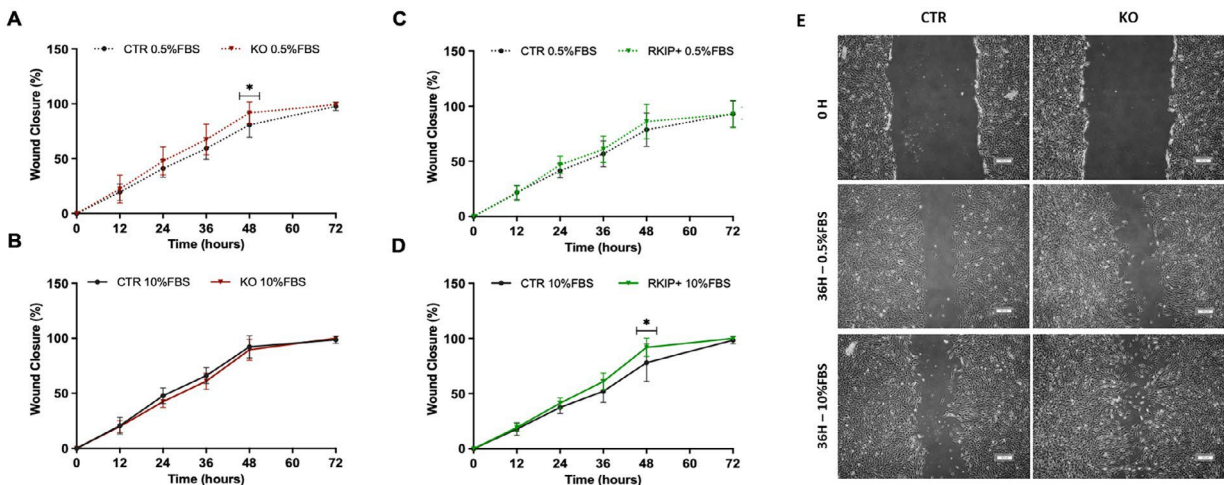 A
CTR 0.5%FBS KO 0.5%FBS
Wound Closure (%)
150
100
50
0
*
0 12 24 36 48 60 72
Time (hours)
B
CTR 10%FBS KO 10%FBS
Wound Closure (%)
150
100
50
0
0 12 24 36 48 60 72
Time (hours)
C
CTR 0.5%FBS RKIP+ 0.5%FBS
Wound Closure (%)
150
100
50
0
0 12 24 36 48 60 72
Time (hours)
D
CTR 10%FBS RKIP+ 10%FBS
Wound Closure (%)
150
100
50
0
*
0 12 24 36 48 60 72
Time (hours)
E
CTR KO
0 H
36H – 0.5%FBS
36H – 10%FBS